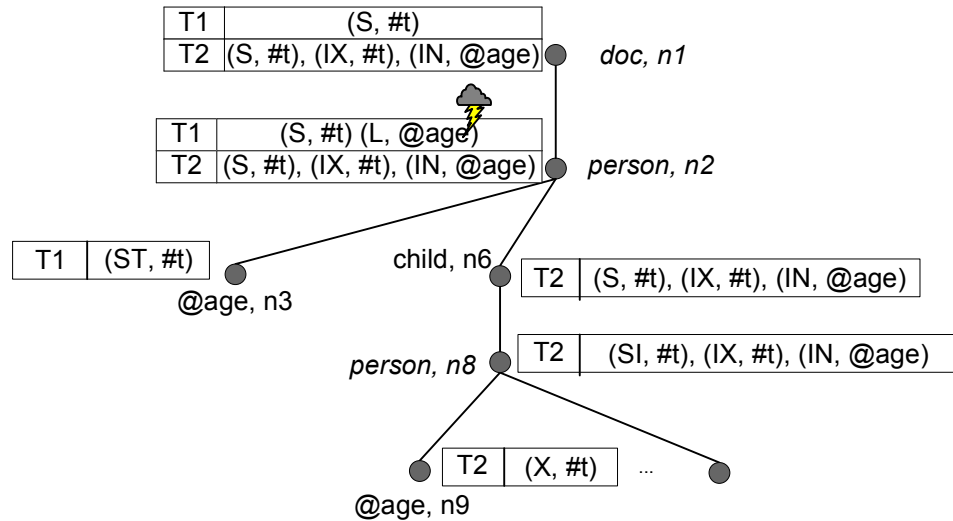 T1 (S, #t)
T2 (S, #t), (IX, #t), (IN, @age) doc, n1
T1 (S, #t) (L, @age)
T2 (S, #t), (IX, #t), (IN, @age) person, n2
T1 (ST, #t)
@age, n3
child, n6
T2 (S, #t), (IX, #t), (IN, @age)
person, n8
T2 (SI, #t), (IX, #t), (IN, @age)
T2 (X, #t) ...
@age, n9